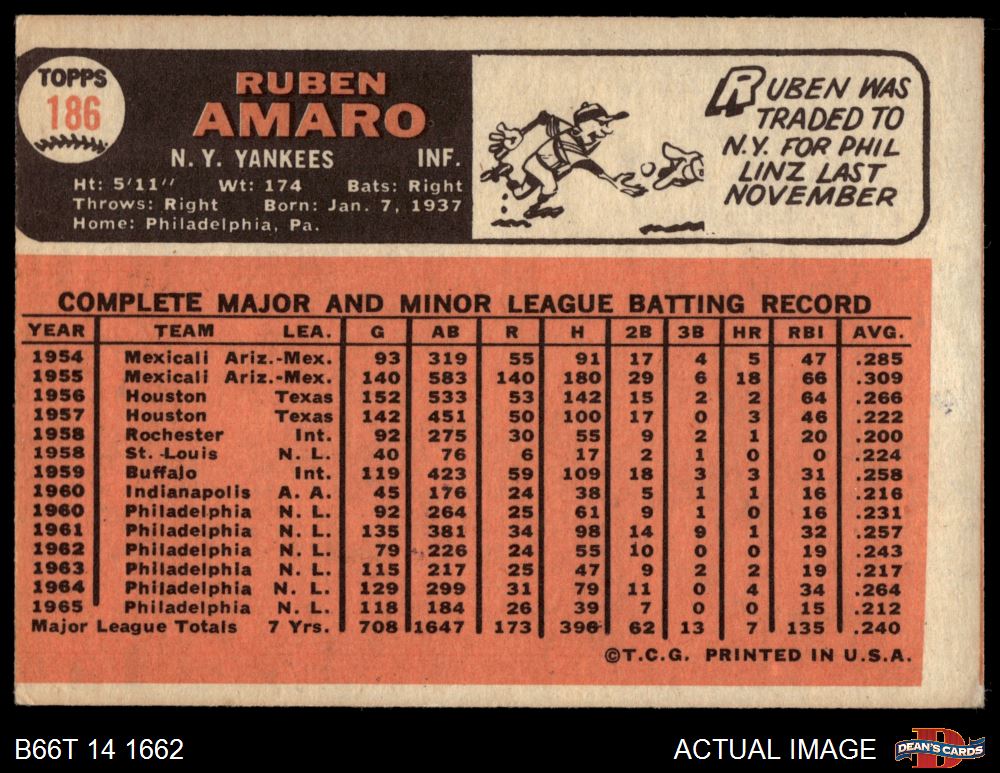 TOPPS
186
RUBEN
AMARO
N. Y. YANKEES INF.
Ht: 5'11" Wt: 174 Bats: Right
Throws: Right Born: Jan. 7, 1937
Home: Philadelphia, Pa.
RUBEN WAS
TRADED TO
N.Y. FOR PHIL
LINZ LAST
NOVEMBER
COMPLETE MAJOR AND MINOR LEAGUE BATTING RECORD
YEAR TEAM LEA. G AB R H 2B 3B HR RBI AVG.
1954 Mexicali Ariz.-Mex. 93 319 55 91 17 4 5 47 .285
1955 Mexicali Ariz.-Mex. 140 583 140 180 29 6 18 66 .309
1956 Houston Texas 152 533 53 142 15 2 2 64 .266
1957 Houston Texas 142 451 50 100 17 0 3 46 .222
1958 Rochester Int. 92 275 30 55 9 2 1 20 .200
1958 St. Louis N. L. 40 76 6 17 2 1 0 0 .224
1959 Buffalo Int. 119 423 59 109 18 3 3 31 .258
1960 Indianapolis A. A. 45 176 24 38 5 1 1 16 .216
1960 Philadelphia N. L. 92 264 25 61 9 1 0 16 .231
1961 Philadelphia N. L. 135 381 34 98 14 9 1 32 .257
1962 Philadelphia N. L. 79 226 24 55 10 0 0 19 .243
1963 Philadelphia N. L. 115 217 25 47 9 2 2 19 .217
1964 Philadelphia N. L. 129 299 31 79 11 0 4 34 .264
1965 Philadelphia N. L. 118 184 26 39 7 0 0 15 .212
Major League Totals 7 Yrs. 708 1647 173 396 62 13 7 135 .240
©T.C.G. PRINTED IN U.S.A.
B66T 14 1662 ACTUAL IMAGE
D
DEAN'S CARDS